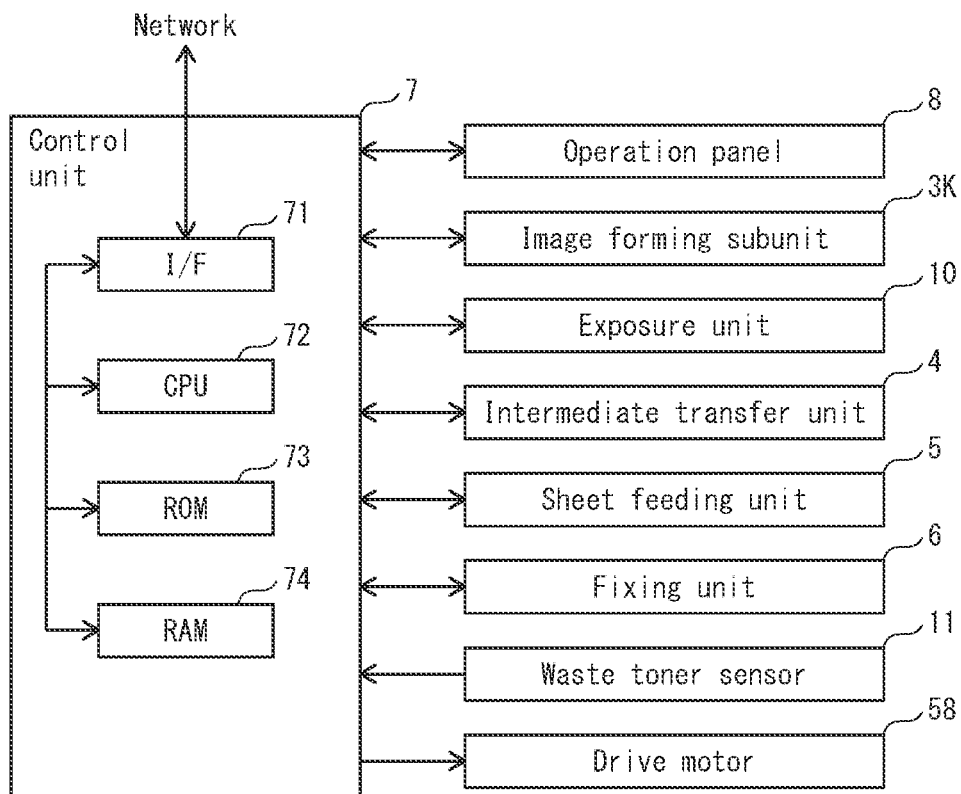 Network
7
Control
unit
71
I/F
72
CPU
73
ROM
74
RAM
8
Operation panel
3K
Image forming subunit
10
Exposure unit
4
Intermediate transfer unit
5
Sheet feeding unit
6
Fixing unit
11
Waste toner sensor
58
Drive motor